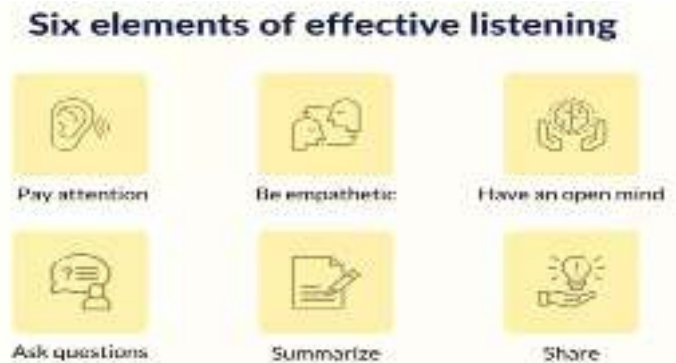 Six elements of effective listening
Pay attention
Be empathetic
Have an open mind
?
Ask questions
Summarize
Share